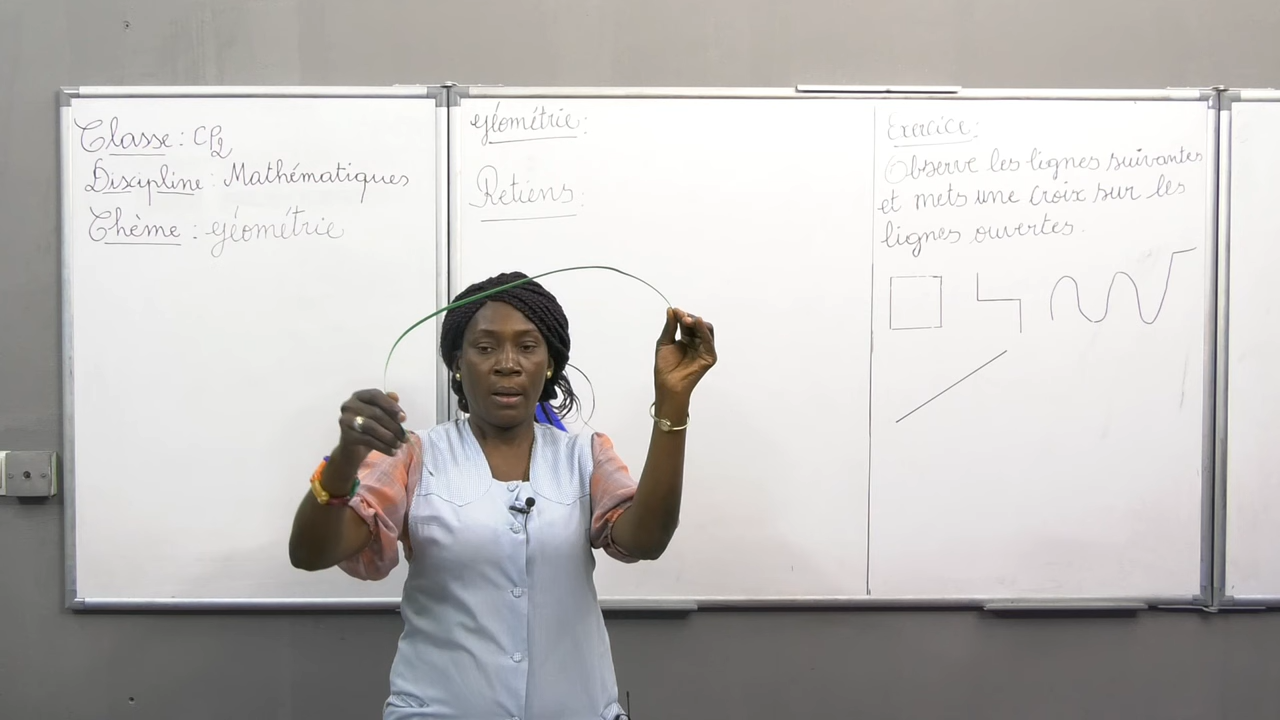 Classe : CP2
Discipline : Mathématiques
Thème : géométrie
géométrie :
Retiens :
Exercice :
Observe les lignes suivantes
et mets une croix sur les
lignes ouvertes.